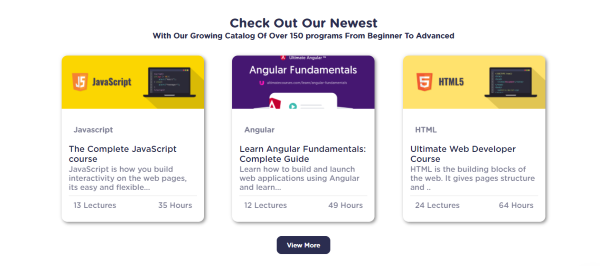 Check Out Our Newest
With Our Growing Catalog Of Over 150 programs From Beginner To Advanced
JavaScript
Ultimate Angular
Angular Fundamentals
HTML5
Javascript
Angular
HTML
The Complete JavaScript
course
JavaScript is how you build
interactivity on the web pages,
its easy and flexible...
13 Lectures 35 Hours
Learn Angular Fundamentals:
Complete Guide
Learn how to build and launch
web applications using Angular
and learn...
12 Lectures 49 Hours
Ultimate Web Developer
Course
HTML is the building blocks of
the web. It gives pages structure
and ..
24 Lectures 64 Hours
View More